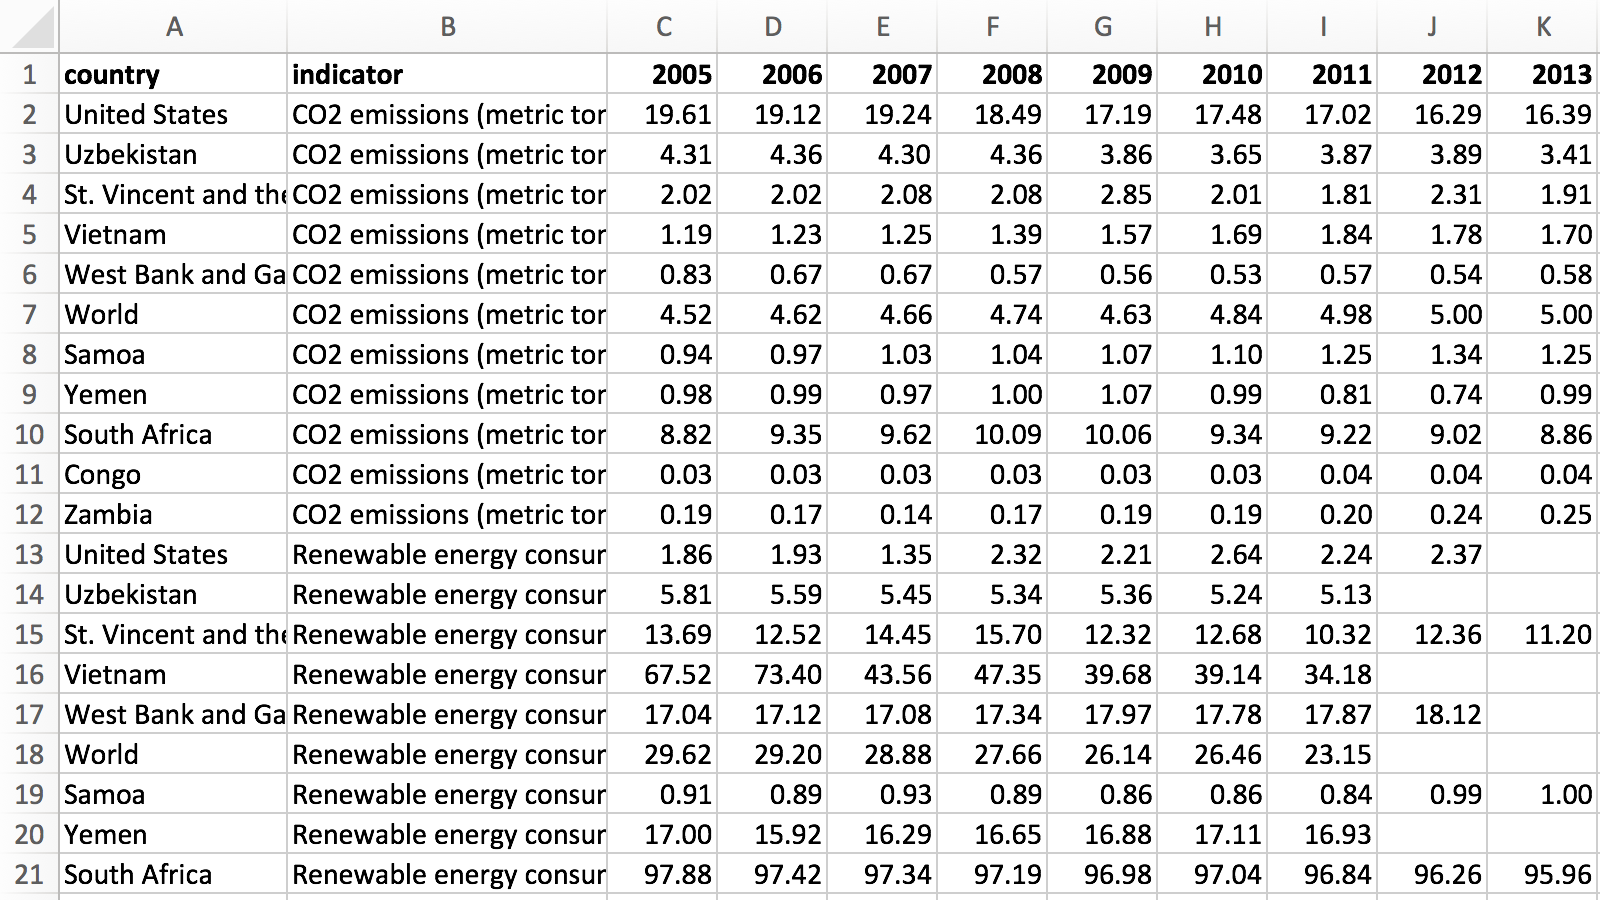 A B C D E F G H I J K
1 country indicator 2005 2006 2007 2008 2009 2010 2011 2012 2013
2 United States CO2 emissions (metric tor 19.61 19.12 19.24 18.49 17.19 17.48 17.02 16.29 16.39
3 Uzbekistan CO2 emissions (metric tor 4.31 4.36 4.30 4.36 3.86 3.65 3.87 3.89 3.41
4 St. Vincent and the CO2 emissions (metric tor 2.02 2.02 2.08 2.08 2.85 2.01 1.81 2.31 1.91
5 Vietnam CO2 emissions (metric tor 1.19 1.23 1.25 1.39 1.57 1.69 1.84 1.78 1.70
6 West Bank and Ga CO2 emissions (metric tor 0.83 0.67 0.67 0.57 0.56 0.53 0.57 0.54 0.58
7 World CO2 emissions (metric tor 4.52 4.62 4.66 4.74 4.63 4.84 4.98 5.00 5.00
8 Samoa CO2 emissions (metric tor 0.94 0.97 1.03 1.04 1.07 1.10 1.25 1.34 1.25
9 Yemen CO2 emissions (metric tor 0.98 0.99 0.97 1.00 1.07 0.99 0.81 0.74 0.99
10 South Africa CO2 emissions (metric tor 8.82 9.35 9.62 10.09 10.06 9.34 9.22 9.02 8.86
11 Congo CO2 emissions (metric tor 0.03 0.03 0.03 0.03 0.03 0.03 0.04 0.04 0.04
12 Zambia CO2 emissions (metric tor 0.19 0.17 0.14 0.17 0.19 0.19 0.20 0.24 0.25
13 United States Renewable energy consur 1.86 1.93 1.35 2.32 2.21 2.64 2.24 2.37
14 Uzbekistan Renewable energy consur 5.81 5.59 5.45 5.34 5.36 5.24 5.13
15 St. Vincent and the Renewable energy consur 13.69 12.52 14.45 15.70 12.32 12.68 10.32 12.36 11.20
16 Vietnam Renewable energy consur 67.52 73.40 43.56 47.35 39.68 39.14 34.18
17 West Bank and Ga Renewable energy consur 17.04 17.12 17.08 17.34 17.97 17.78 17.87 18.12
18 World Renewable energy consur 29.62 29.20 28.88 27.66 26.14 26.46 23.15
19 Samoa Renewable energy consur 0.91 0.89 0.93 0.89 0.86 0.86 0.84 0.99 1.00
20 Yemen Renewable energy consur 17.00 15.92 16.29 16.65 16.88 17.11 16.93
21 South Africa Renewable energy consur 97.88 97.42 97.34 97.19 96.98 97.04 96.84 96.26 95.96